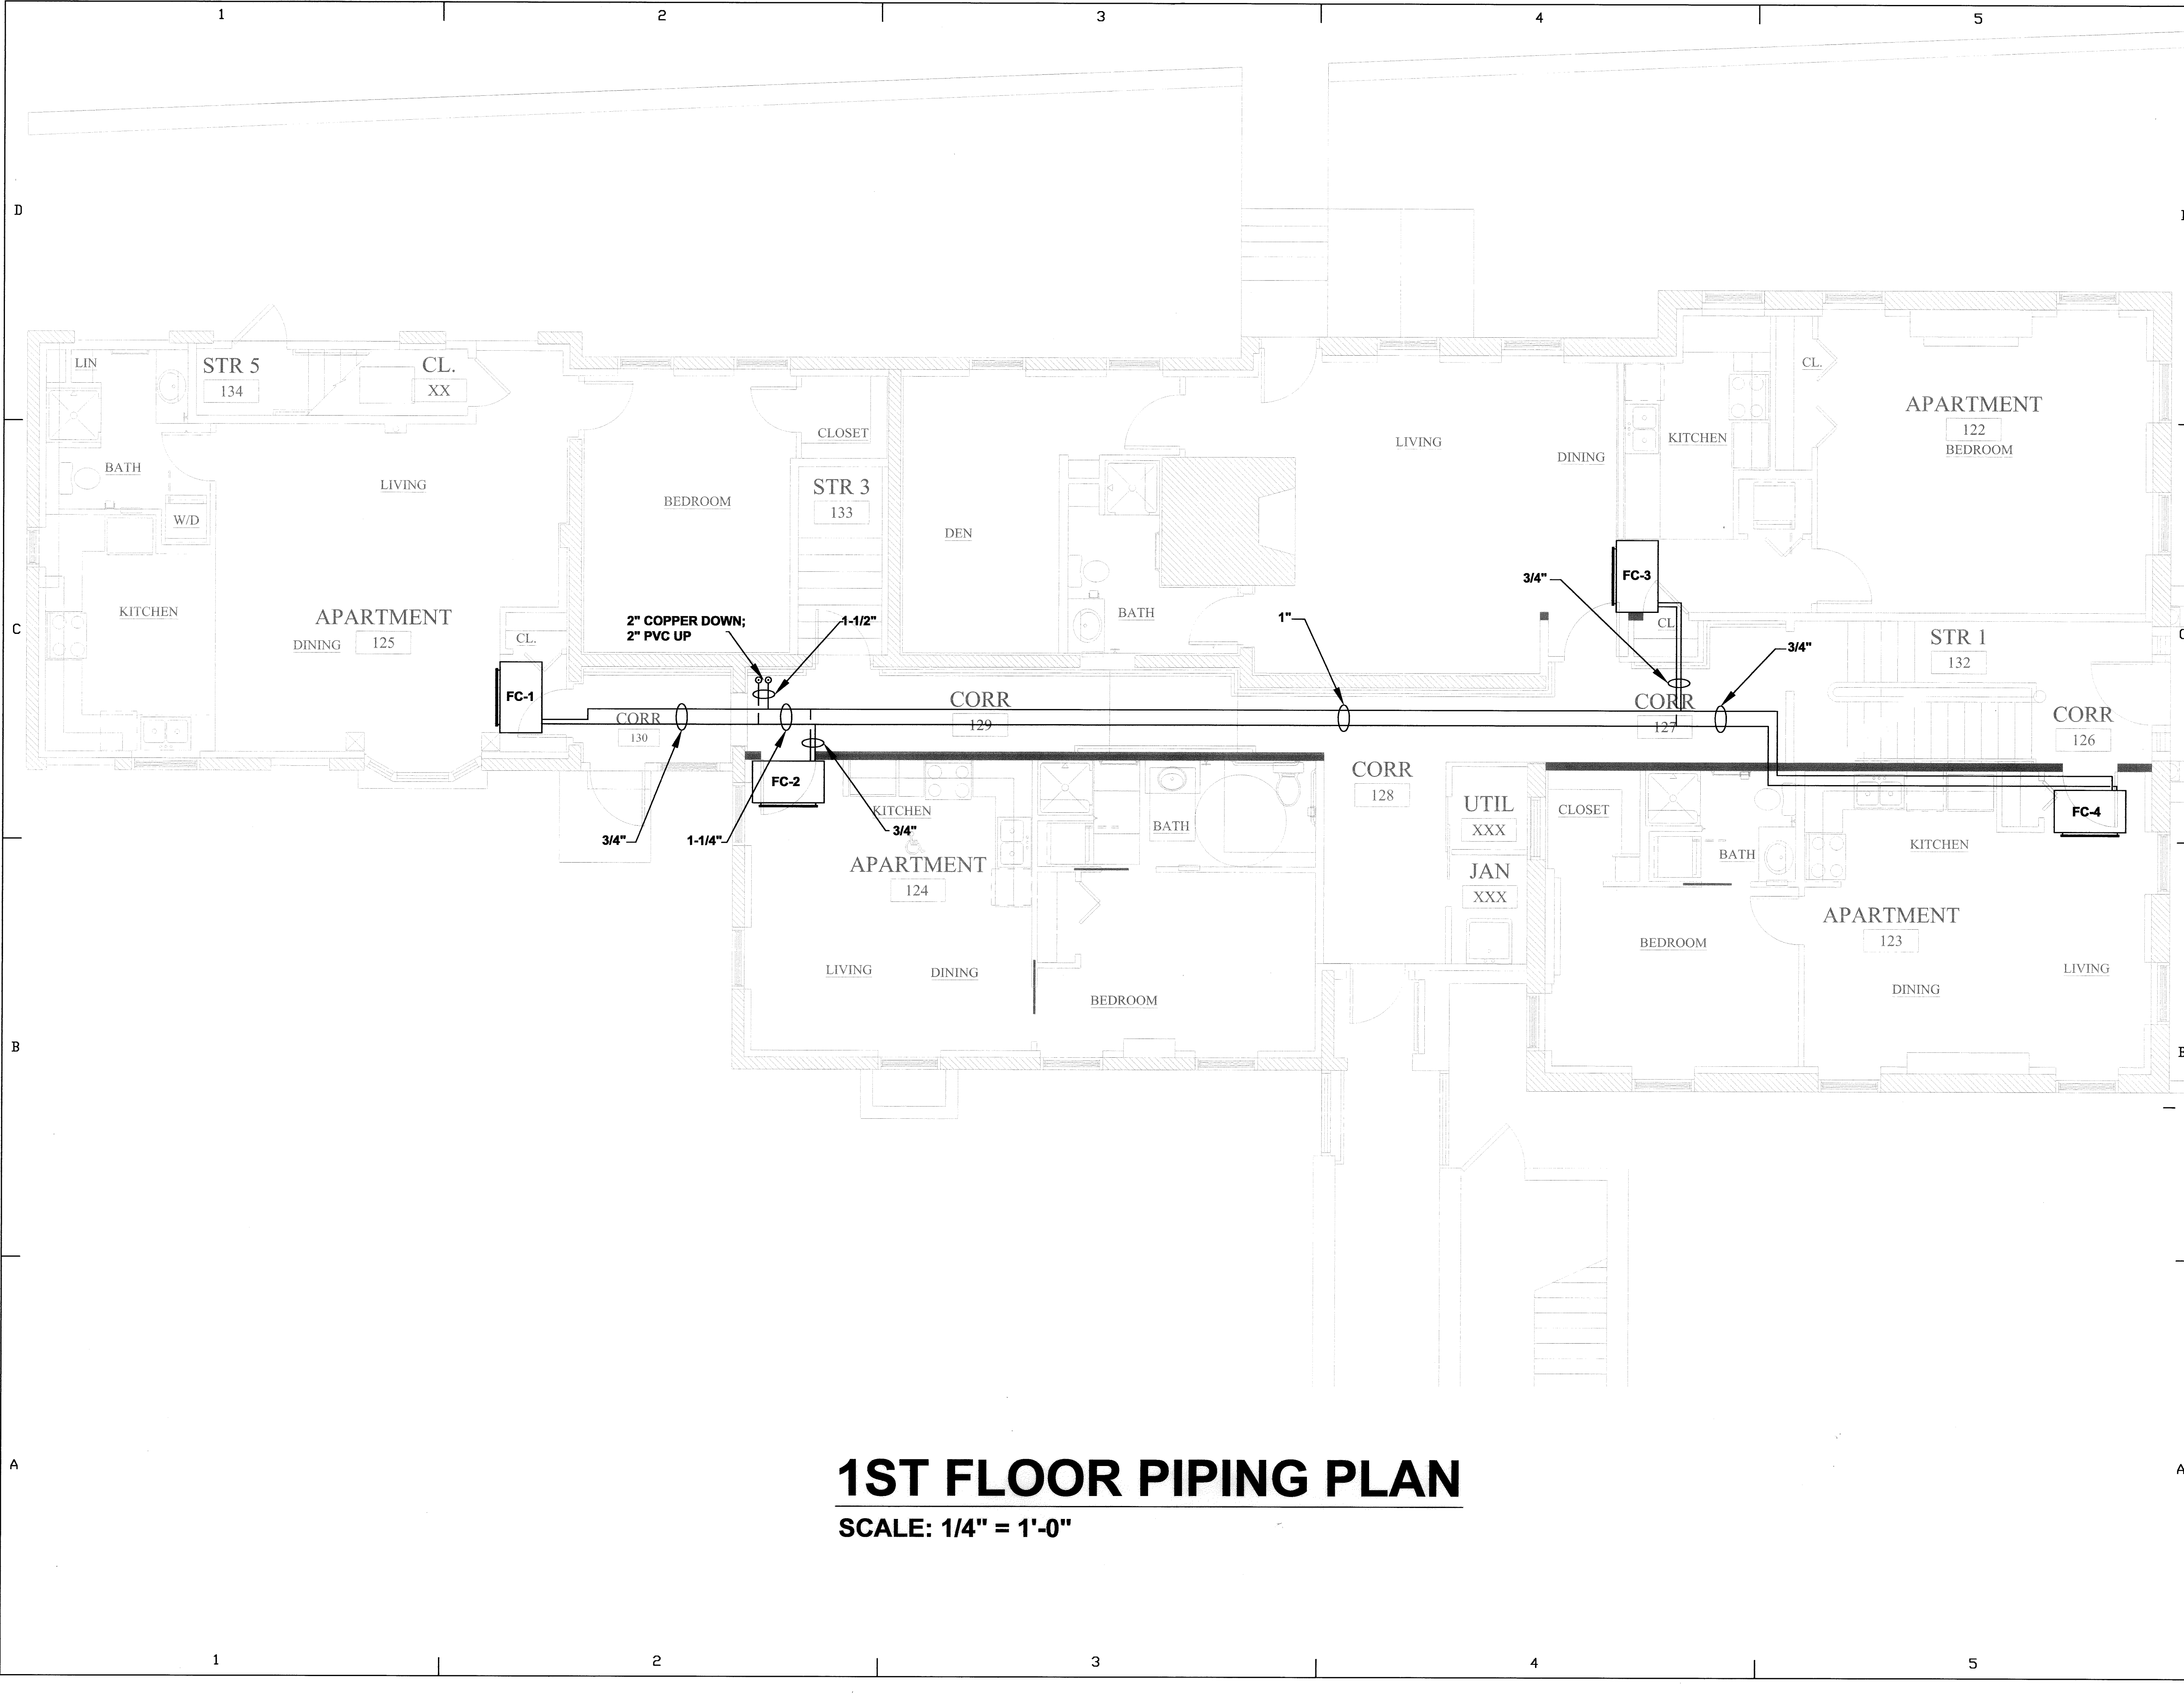 1 2 3 4 5
D
LIN
STR 5
134
CL.
XX
CL.
APARTMENT
122
BEDROOM
CLOSET
LIVING
DINING
KITCHEN
BATH
LIVING
BEDROOM
STR 3
133
W/D
DEN
KITCHEN
APARTMENT
125
DINING
CL.
2" COPPER DOWN;
2" PVC UP
1-1/2"
BATH
1"
3/4"
FC-3
CL
3/4"
STR 1
132
C
FC-1
CORR
130
CORR
129
CORR
127
CORR
126
FC-2
3/4"
1-1/4"
3/4"
KITCHEN
APARTMENT
124
BATH
CORR
128
UTIL
XXX
JAN
XXX
CLOSET
BATH
KITCHEN
FC-4
APARTMENT
123
BEDROOM
LIVING
DINING
LIVING
DINING
BEDROOM
B
A
1ST FLOOR PIPING PLAN
SCALE: 1/4" = 1'-0"
A
1 2 3 4 5